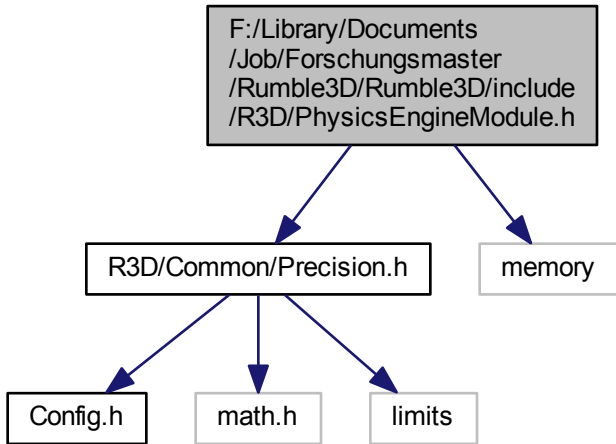 F:/Library/Documents
/Job/Forschungsmaster
/Rumble3D/Rumble3D/include
/R3D/PhysicsEngineModule.h
R3D/Common/Precision.h
memory
Config.h
math.h
limits